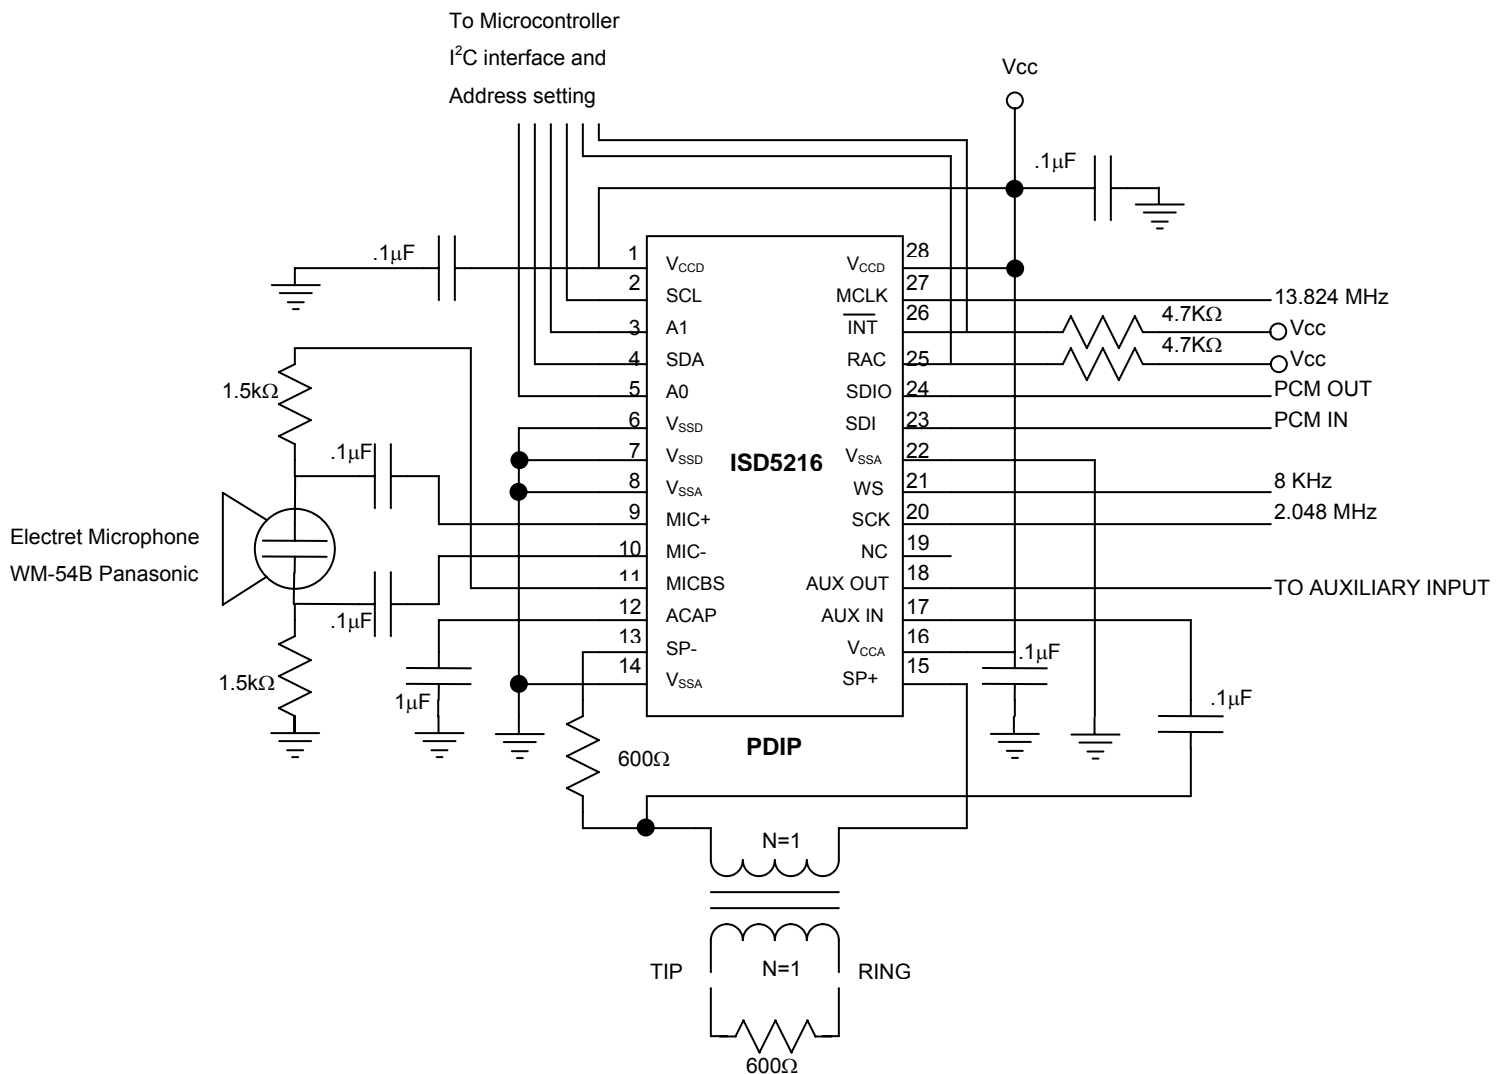 To Microcontroller
I²C interface and
Address setting
Vcc
.1µF
.1µF
1
VCCD
2
SCL
3
A1
4
SDA
5
A0
6
VSSD
7
VSSD
8
VSSA
9
MIC+
10
MIC-
11
MICBS
12
ACAP
13
SP-
14
VSSA
ISD5216
28
VCCD
27
MCLK
26
INT
25
RAC
24
SDIO
23
SDI
22
VSSA
21
WS
20
SCK
19
NC
18
AUX OUT
17
AUX IN
16
VCCA
15
SP+
13.824 MHz
4.7KΩ
Vcc
4.7KΩ
Vcc
PCM OUT
PCM IN
8 KHz
2.048 MHz
TO AUXILIARY INPUT
1.5kΩ
.1µF
Electret Microphone
WM-54B Panasonic
.1µF
1.5kΩ
1µF
.1µF
.1µF
PDIP
600Ω
N=1
TIP
N=1
RING
600Ω